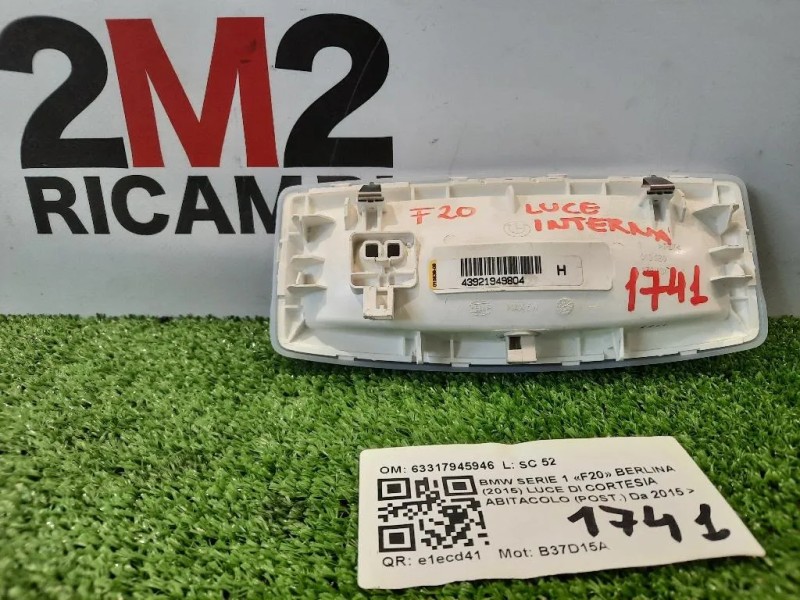 2M2
RICAMBI
F20
LUCE
INTERNA
43921949804
H
1741
OM: 63317945946 L: SC 52
BMW SERIE 1 «F20» BERLINA
(2015) LUCE DI CORTESIA
ABITACOLO (POST.) Da 2015 >
1741
QR: e1ecd41 Mot: B37D15A